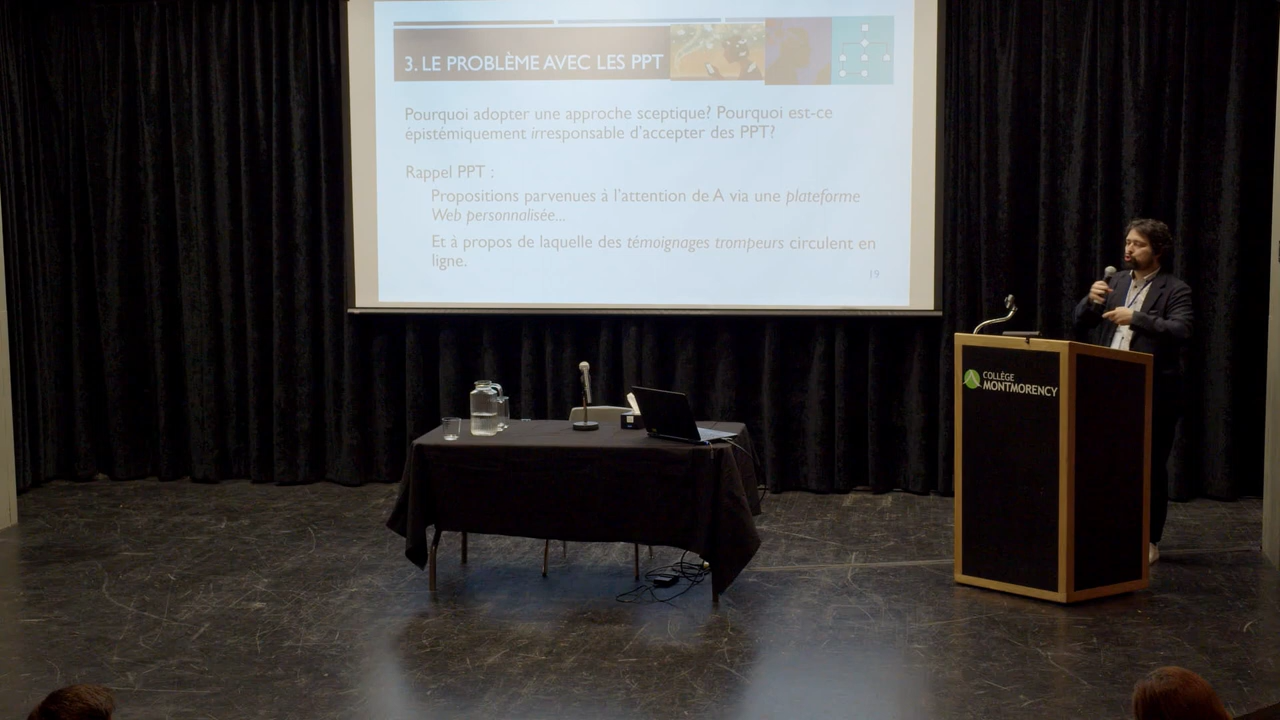 3. LE PROBLÈME AVEC LES PPT
Pourquoi adopter une approche sceptique? Pourquoi est-ce
épistémiquement irresponsable d'accepter des PPT?
Rappel PPT :
Propositions parvenues à l'attention de A via une plateforme
Web personnalisée...
Et à propos de laquelle des témoignages trompeurs circulent en
ligne.
19
COLLÈGE
MONTMORENCY